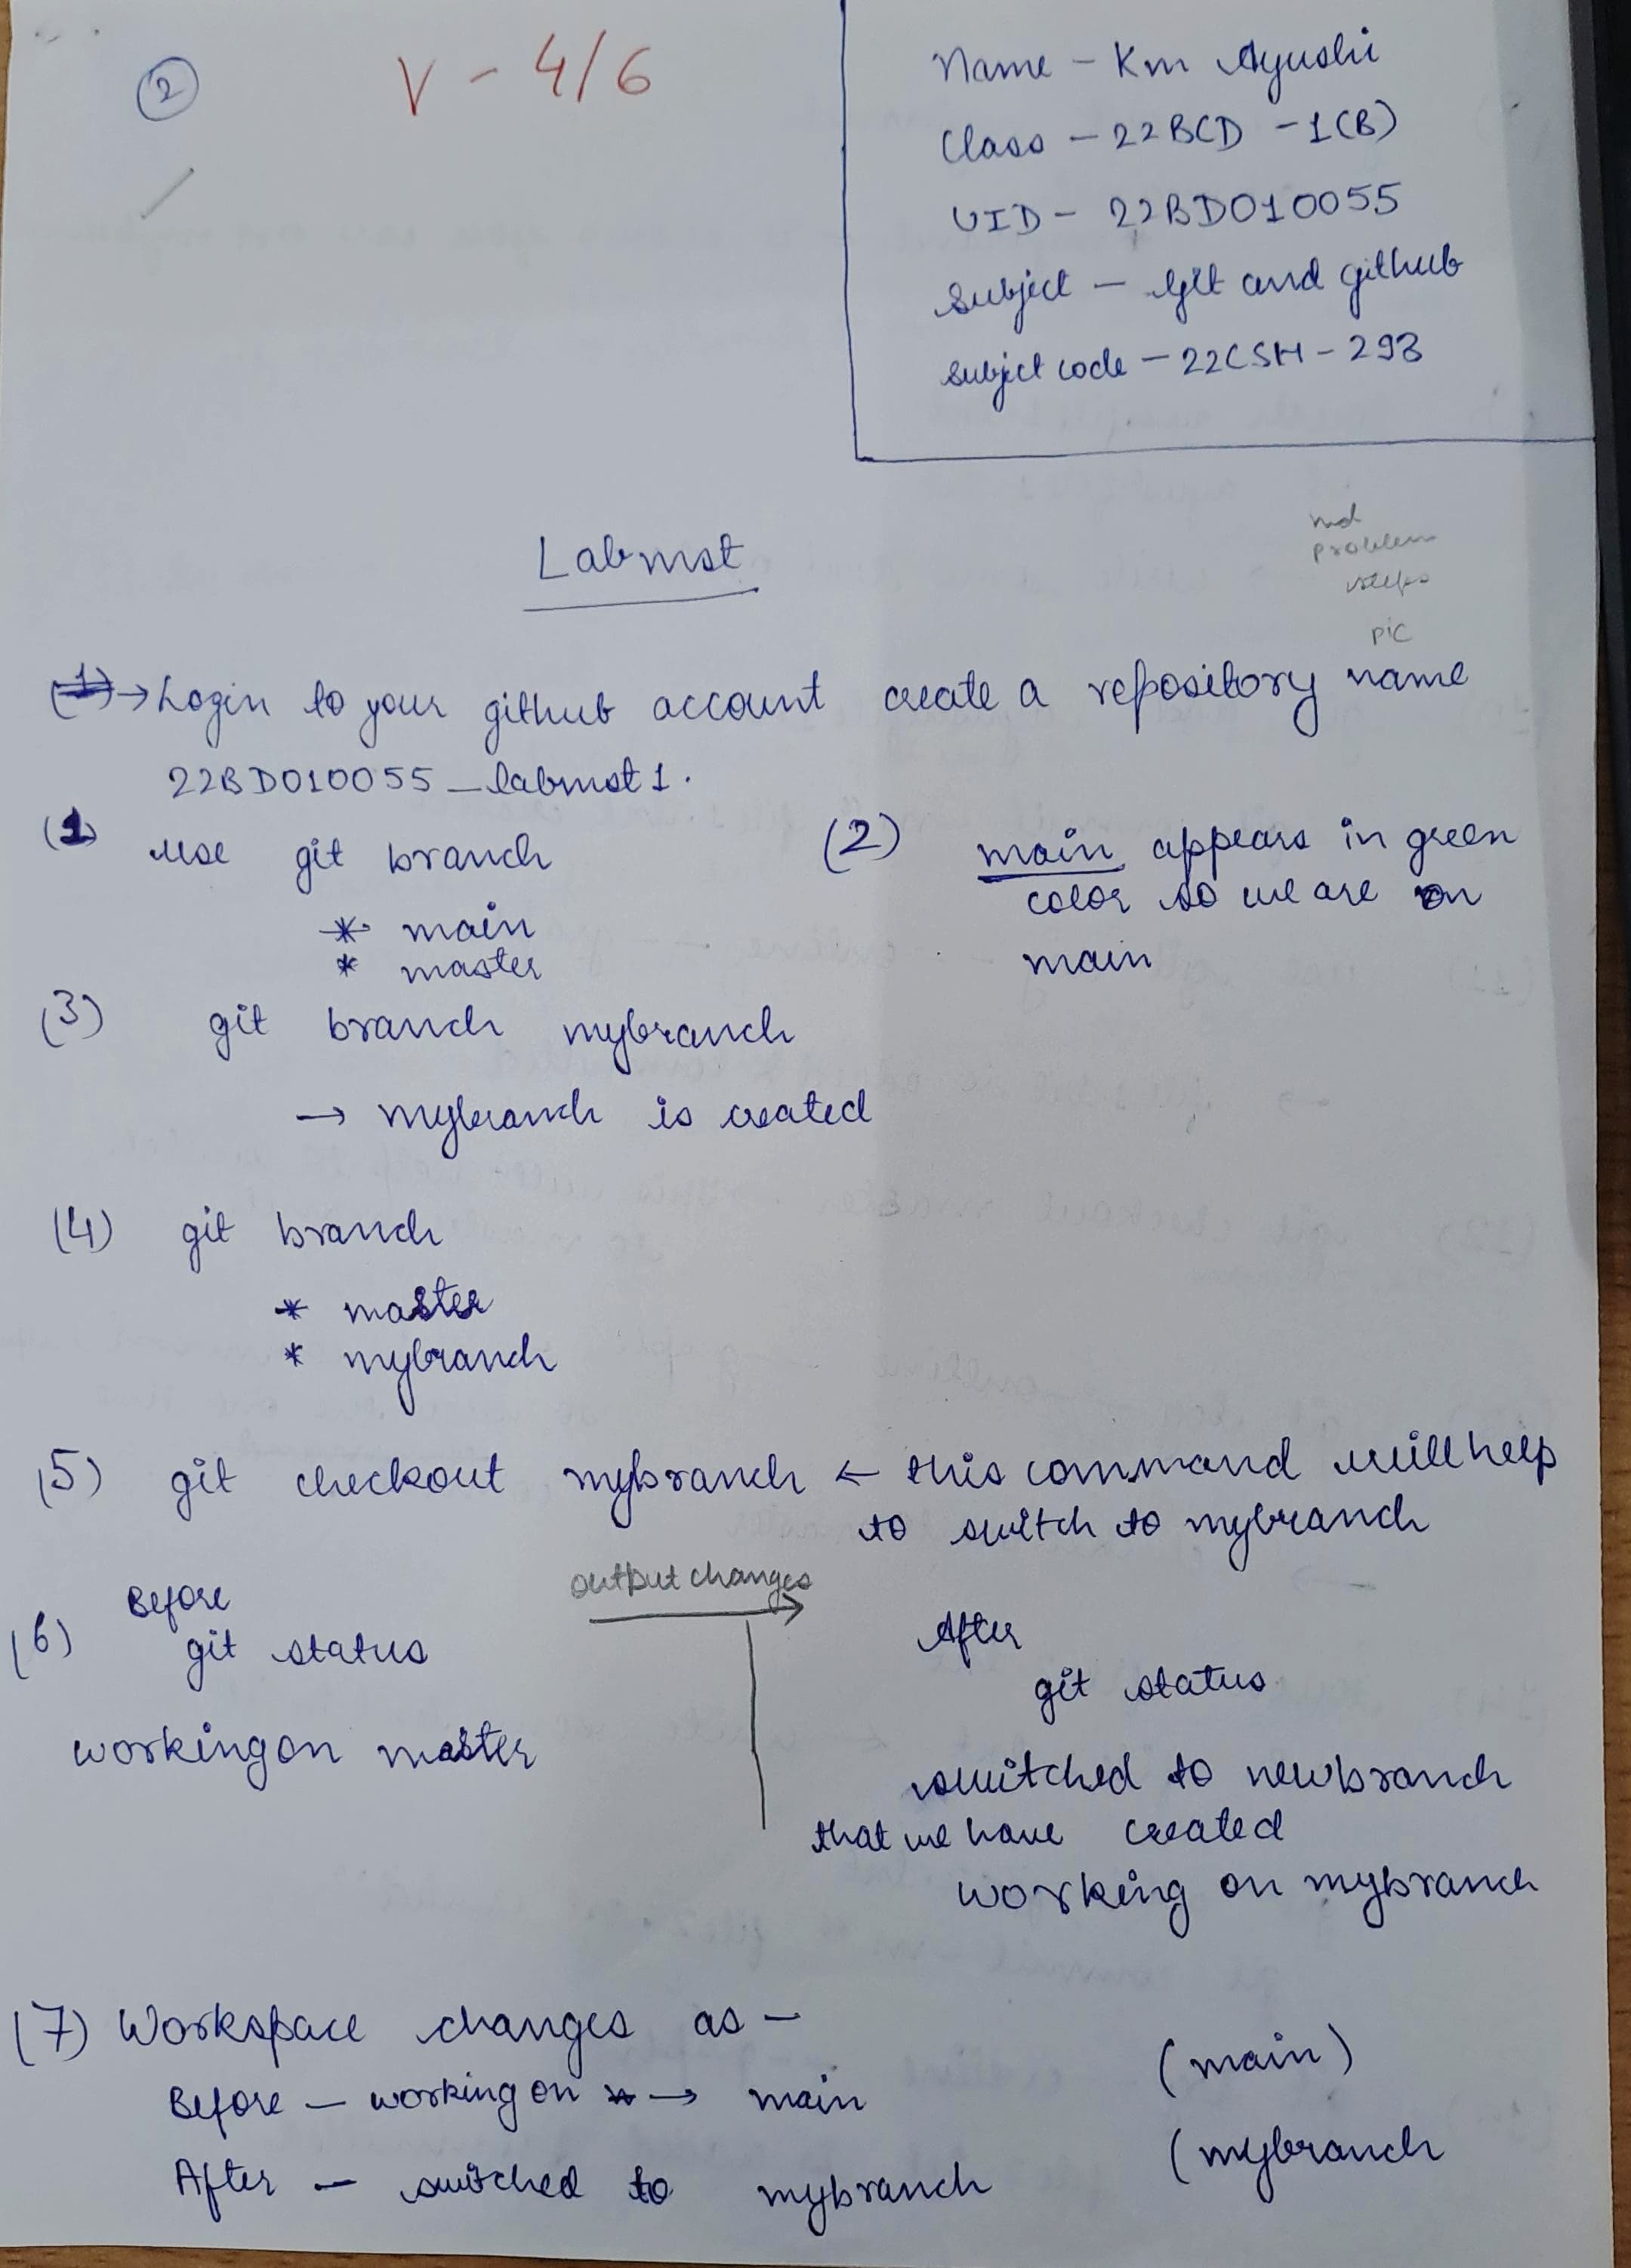 2
V - 4/6
Name - Km Ayushi
Class - 22BCD - 1(B)
UID - 22BD010055
Subject - Git and github
Subject code - 22CSH - 293
Labmst
problem
steps
pic
(1) → Login to your github account create a repository name
22BD010055_labmst1.
(1) Use git branch
* main
* master
(2) main appears in green
color so we are on
main
(3) git branch mybranch
→ mybranch is created
(4) git branch
* master
* mybranch
(5) git checkout mybranch ← this command will help
to switch to mybranch
(6) Before
git status
working on master
output changes
After
git status
switched to newbranch
that we have created
working on mybranch
(7) Workspace changes as -
Before - working on → main (main)
After - switched to mybranch (mybranch